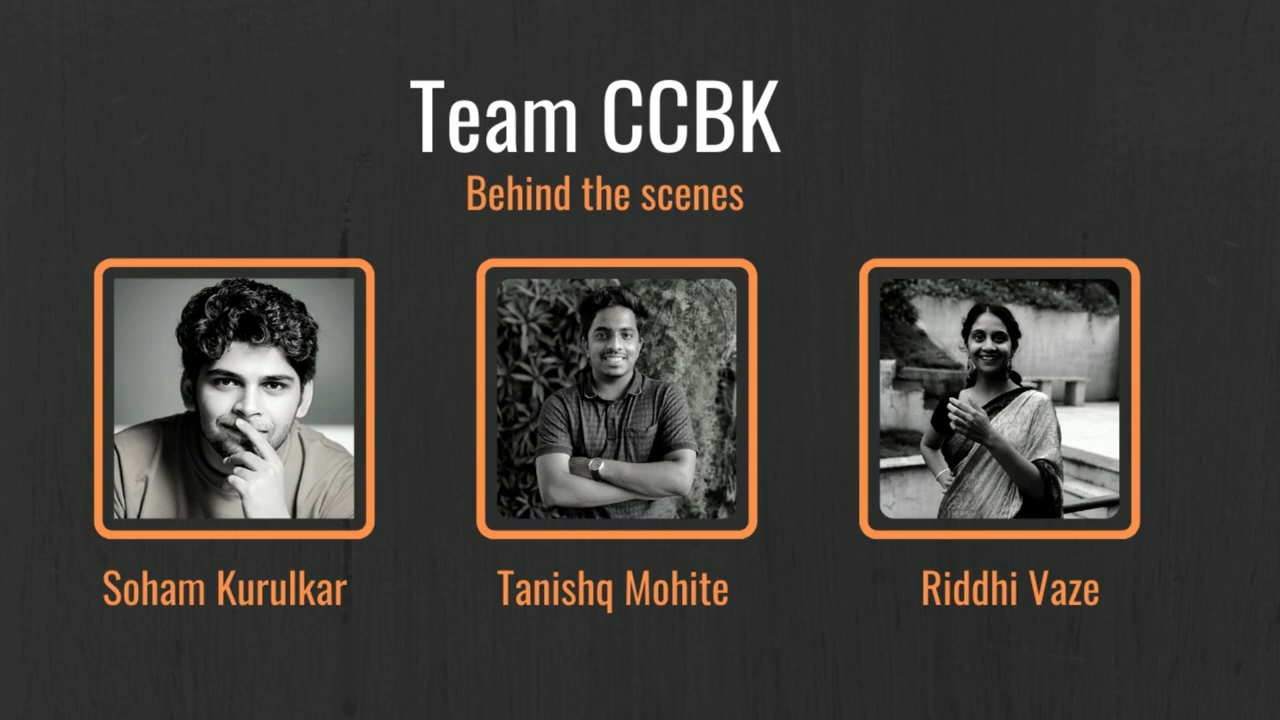 Team CCBK
Behind the scenes
Soham Kurulkar
Tanishq Mohite
Riddhi Vaze